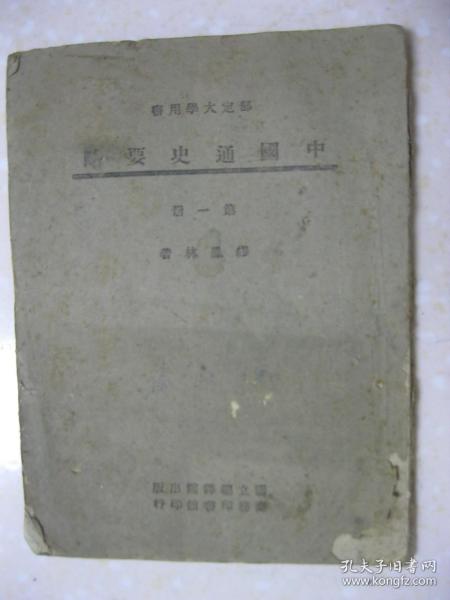 部定大學用書
中國通史要略
第一冊
繆鳳林著
國立編譯館出版
商務印書館印行
孔夫子旧书网
www.kongfz.com